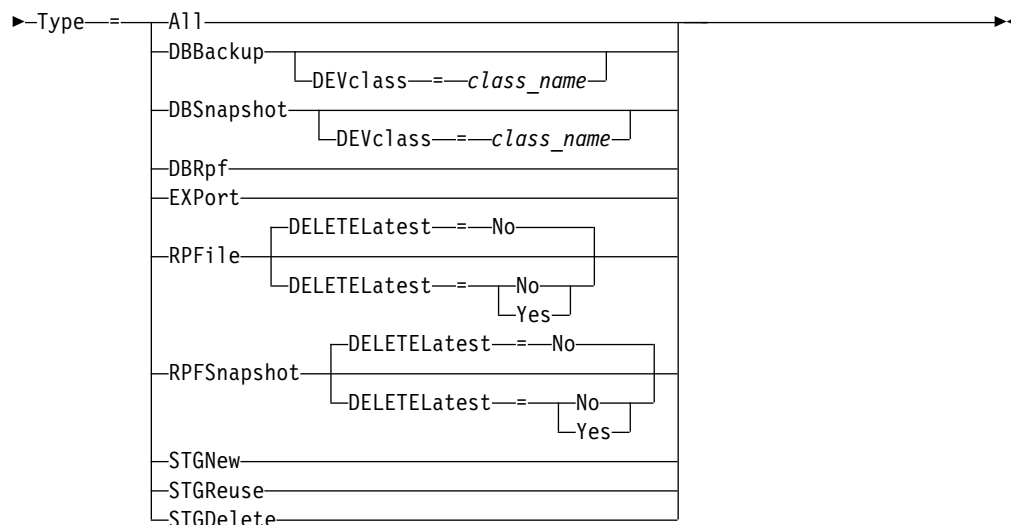 Type = All
DBBackup
DEVclass = class_name
DBSnapshot
DEVclass = class_name
DBRpf
EXPort
DELETELatest = No
RPFile
DELETELatest = No
Yes
DELETELatest = No
RPFSnapshot
DELETELatest = No
Yes
STGNew
STGReuse
STGDelete